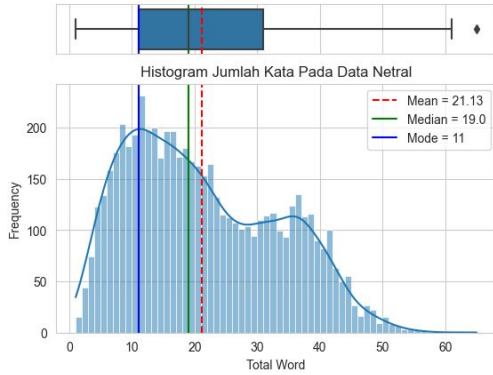 Histogram Jumlah Kata Pada Data Netral
Mean = 21.13
Median = 19.0
Mode = 11
200
150
100
50
0
Frequency
0 10 20 30 40 50 60
Total Word